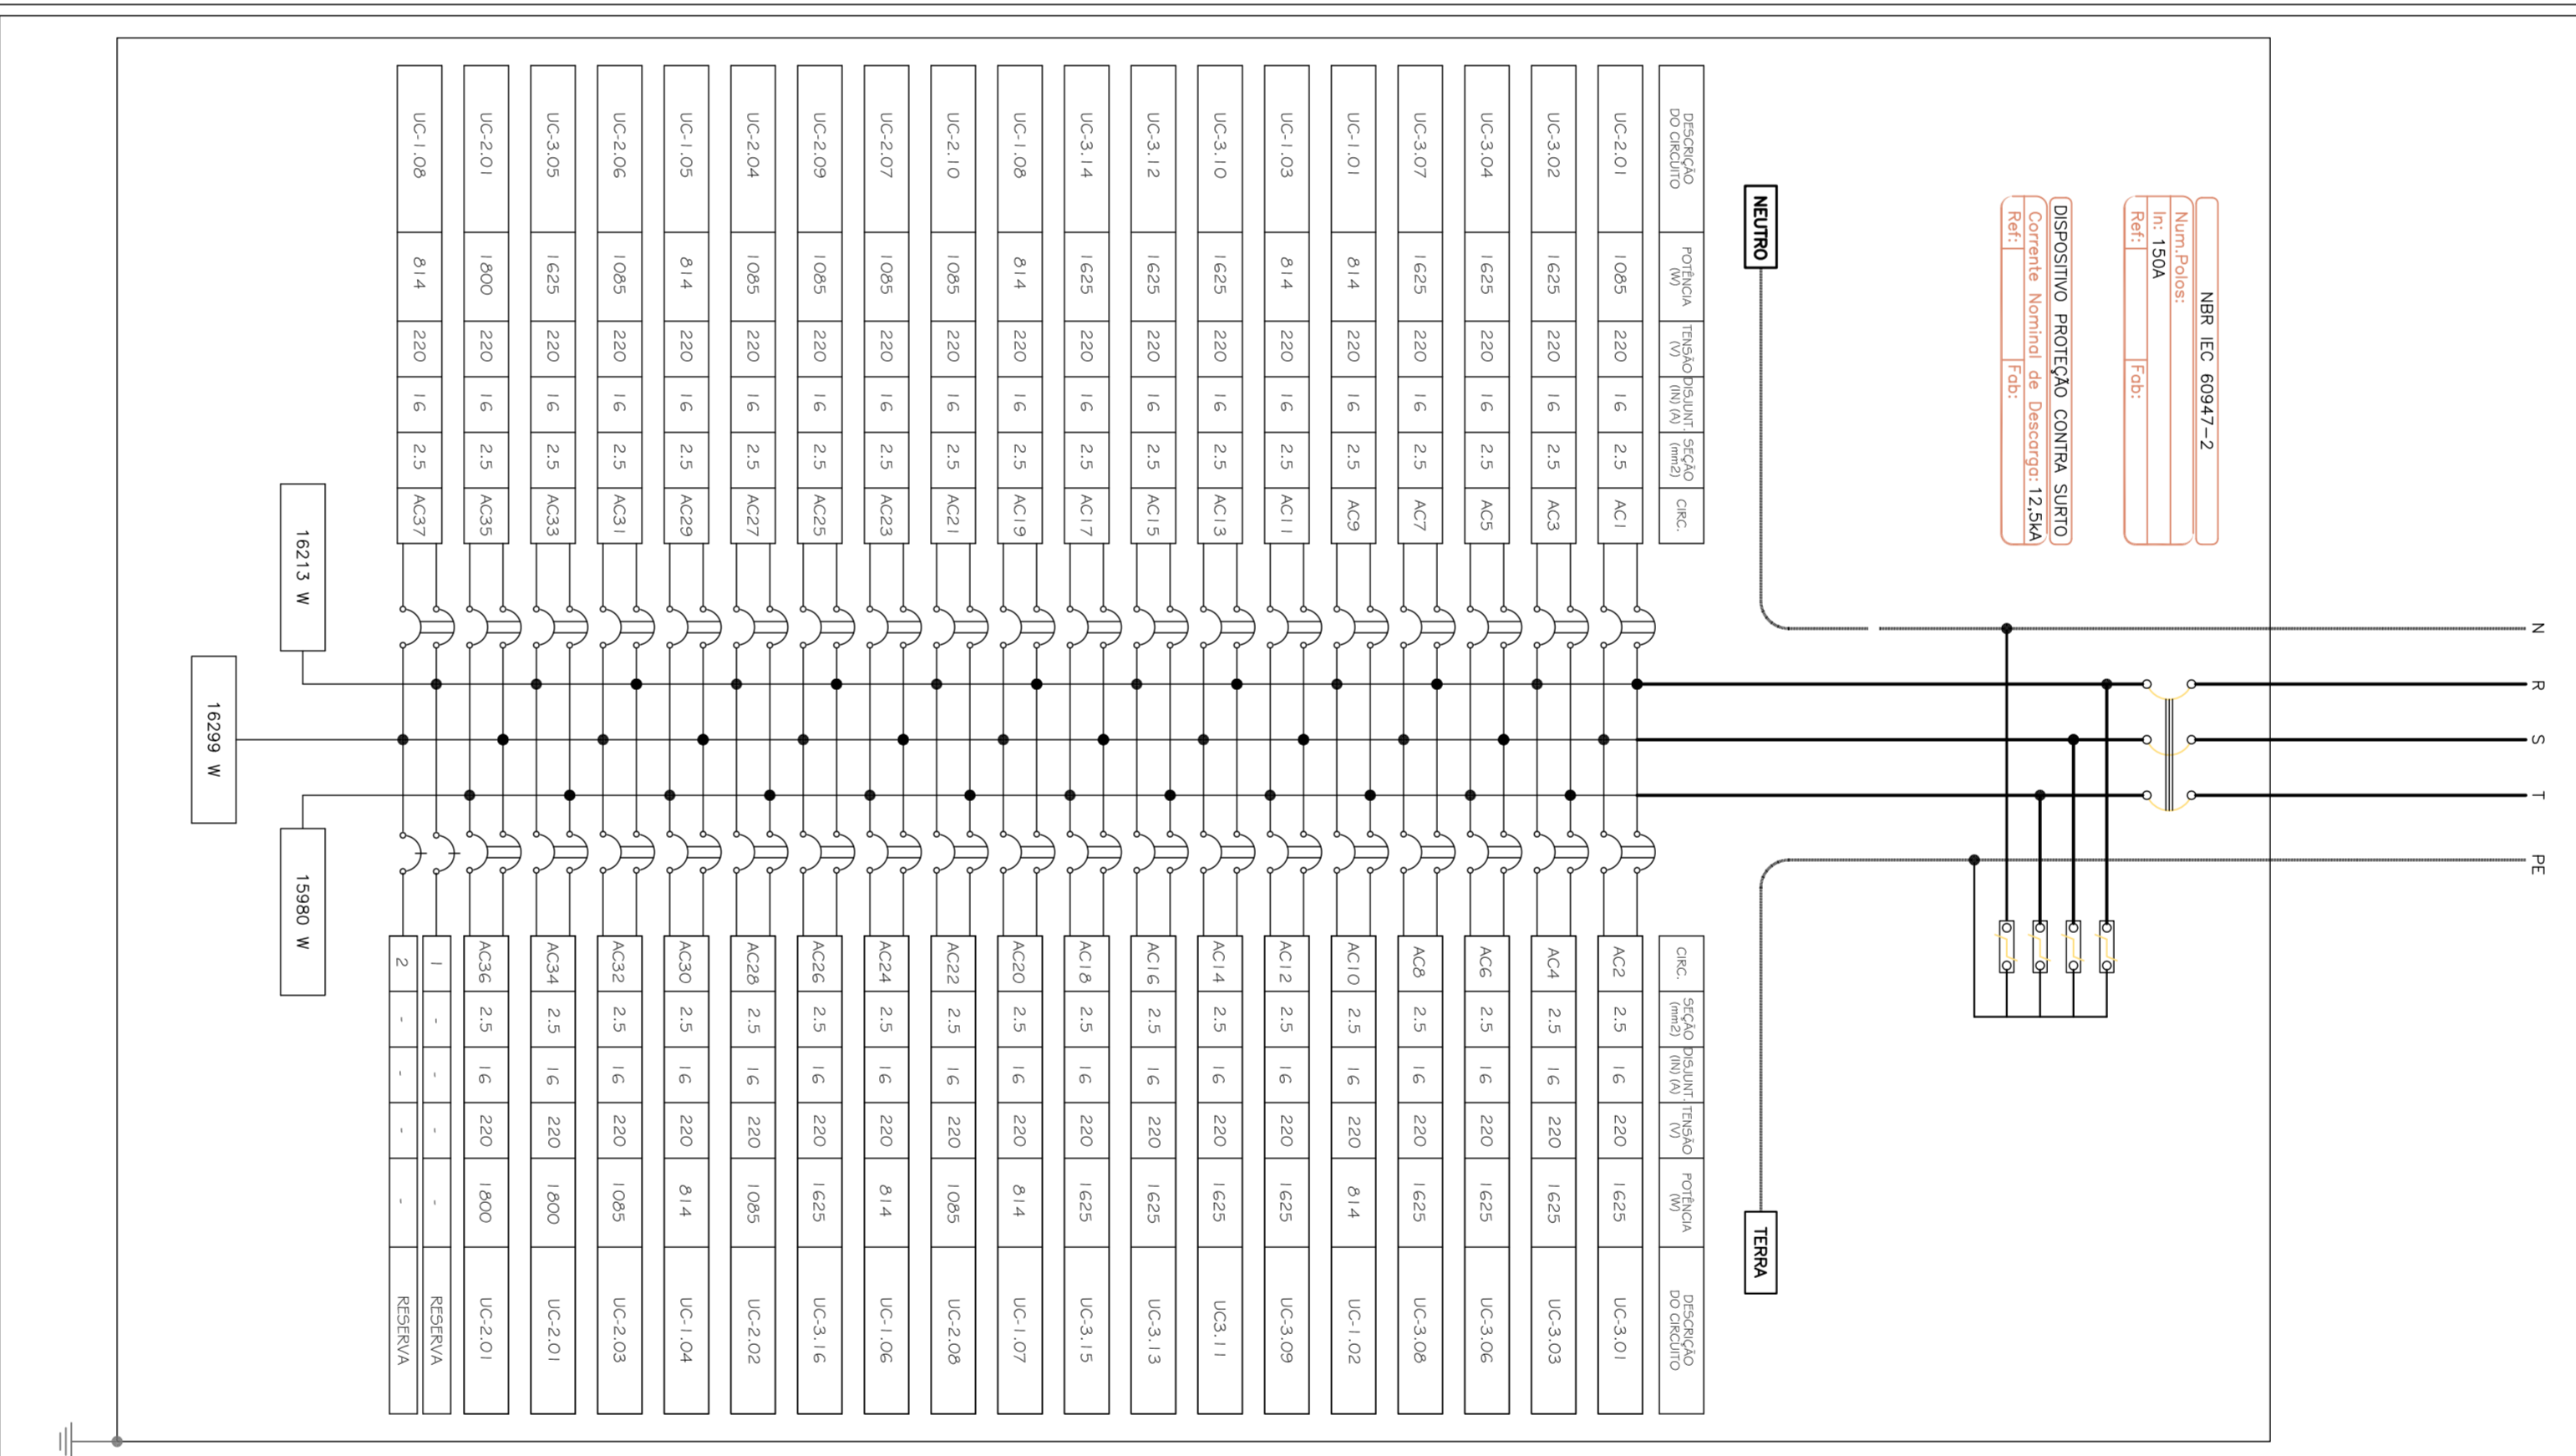 N R S T PE
NBR IEC 60947-2
Num.Polos:
In: 150A
Ref: Fab:
DISPOSITIVO PROTEÇÃO CONTRA SURTO
Corrente Nominal de Descarga: 12,5kA
Ref: Fab:
NEUTRO TERRA
DESCRIÇÃO POTÊNCIA TENSÃO DISJUNT. SEÇÃO CIRC. CIRC. SEÇÃO DISJUNT. TENSÃO POTÊNCIA DESCRIÇÃO
DO CIRCUITO (W) (V) (IN) (A) (mm2) (mm2) (IN) (A) (V) (W) DO CIRCUITO
UC-2.01 1085 220 16 2.5 AC1 AC2 2.5 16 220 1625 UC-3.01
UC-3.02 1625 220 16 2.5 AC3 AC4 2.5 16 220 1625 UC-3.03
UC-3.04 1625 220 16 2.5 AC5 AC6 2.5 16 220 1625 UC-3.06
UC-3.07 1625 220 16 2.5 AC7 AC8 2.5 16 220 1625 UC-3.08
UC-1.01 814 220 16 2.5 AC9 AC10 2.5 16 220 814 UC-1.02
UC-1.03 814 220 16 2.5 AC11 AC12 2.5 16 220 1625 UC-3.09
UC-3.10 1625 220 16 2.5 AC13 AC14 2.5 16 220 1625 UC3.11
UC-3.12 1625 220 16 2.5 AC15 AC16 2.5 16 220 1625 UC-3.13
UC-3.14 1625 220 16 2.5 AC17 AC18 2.5 16 220 1625 UC-3.15
UC-1.08 814 220 16 2.5 AC19 AC20 2.5 16 220 814 UC-1.07
UC-2.10 1085 220 16 2.5 AC21 AC22 2.5 16 220 1085 UC-2.08
UC-2.07 1085 220 16 2.5 AC23 AC24 2.5 16 220 814 UC-1.06
UC-2.09 1085 220 16 2.5 AC25 AC26 2.5 16 220 1625 UC-3.16
UC-2.04 1085 220 16 2.5 AC27 AC28 2.5 16 220 1085 UC-2.02
UC-1.05 814 220 16 2.5 AC29 AC30 2.5 16 220 814 UC-1.04
UC-2.06 1085 220 16 2.5 AC31 AC32 2.5 16 220 1085 UC-2.03
UC-3.05 1625 220 16 2.5 AC33 AC34 2.5 16 220 1800 UC-2.01
UC-2.01 1800 220 16 2.5 AC35 AC36 2.5 16 220 1800 UC-2.01
UC-1.08 814 220 16 2.5 AC37 1 - - - - RESERVA
2 - - - - RESERVA
16213 W 15980 W
16299 W